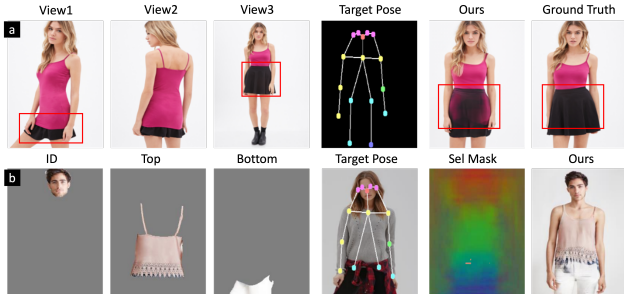 View1 View2 View3 Target Pose Ours Ground Truth
a
ID Top Bottom Target Pose Sel Mask Ours
b